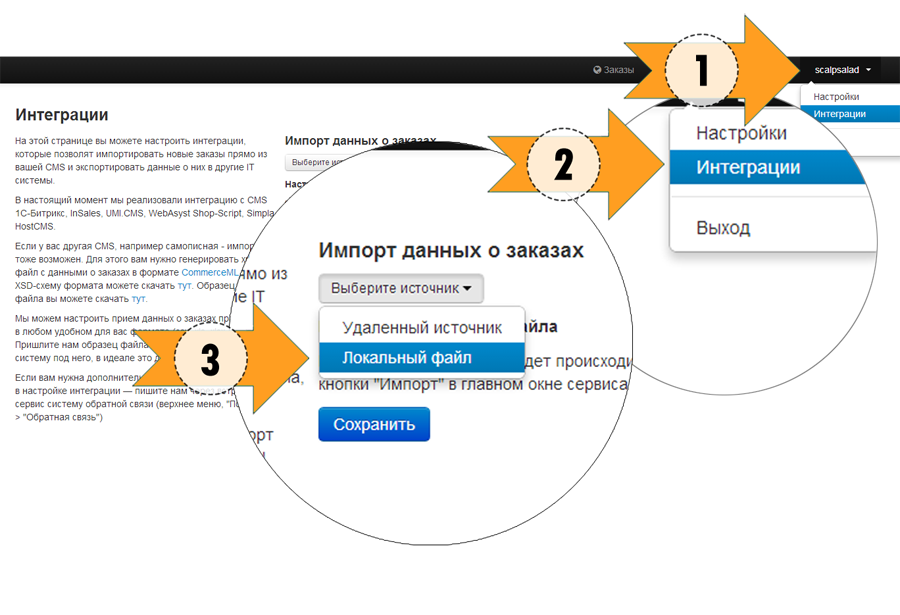 Заказы
1
scalpsalad
Настройки
Интеграции
Интеграции
На этой странице вы можете настроить интеграции,
которые позволят импортировать новые заказы прямо из
вашей CMS и экспортировать данные о них в другие IT
системы.
В настоящий момент мы реализовали интеграцию с CMS
1С-Битрикс, InSales, UMI.CMS, WebAsyst Shop-Script, Simpla
HostCMS.
Если у вас другая CMS, например самописная - импор
тоже возможен. Для этого вам нужно генерировать x
файл с данными о заказах в формате CommerceML
XSD-схему формата можете скачать тут. Образец
файла вы можете скачать тут.
Мы можем настроить прием данных о заказах пр
в любом удобном для вас
Пришлите нам образец файла
систему под него, в идеале это д
Если вам нужна дополнитель
в настройке интеграции — пишите нам
сервис систему обратной связи (верхнее меню, "П
> "Обратная связь")
Импорт данных о заказах
Выберите ист
Наст
2
Настройки
Интеграции
Выход
Импорт данных о заказах
ямо из
Выберите источник
ие IT
Удаленный источник
айла
3
Локальный файл
дет происходи
кнопки "Импорт" в главном окне сервиса
Сохранить
орт